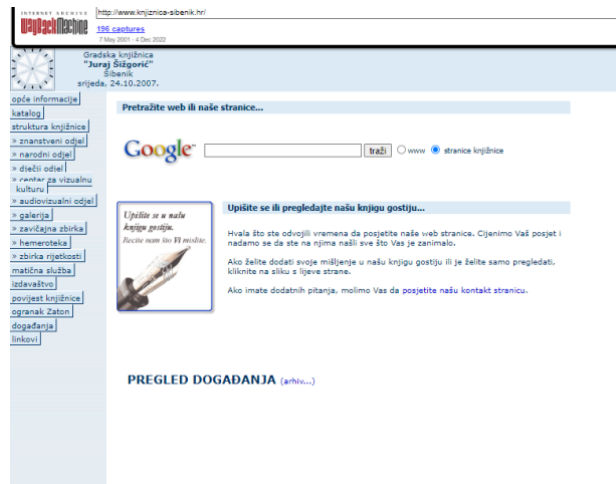 INTERNET ARCHIVE
WayBackMachine
http://www.knjiznica-sibenik.hr/
196 captures
7 May 2001 - 4 Dec 2022
Gradska knjižnica
"Juraj Šižgorić"
Šibenik
srijeda, 24.10.2007.
opće informacije
katalog
struktura knjižnice
» znanstveni odjel
» narodni odjel
» dječji odjel
» centar za vizualnu
kulturu
» audiovizualni odjel
» galerija
» zavičajna zbirka
» hemeroteka
» zbirka rijetkosti
matična služba
izdavaštvo
povijest knjižnice
ogranak Zaton
događanja
linkovi
Pretražite web ili naše stranice...
Google™ traži www stranice knjižnice
Upišite se u našu
knjigu gostiju.
Recite nam što Vi mislite.
Upišite se ili pregledajte našu knjigu gostiju...
Hvala što ste odvojili vremena da posjetite naše web stranice. Cijenimo Vaš posjet i
nadamo se da ste na njima našli sve što Vas je zanimalo.
Ako želite dodati svoje mišljenje u našu knjigu gostiju ili je želite samo pregledati,
kliknite na sliku s lijeve strane.
Ako imate dodatnih pitanja, molimo Vas da posjetite našu kontakt stranicu.
PREGLED DOGAĐANJA (arhiv...)